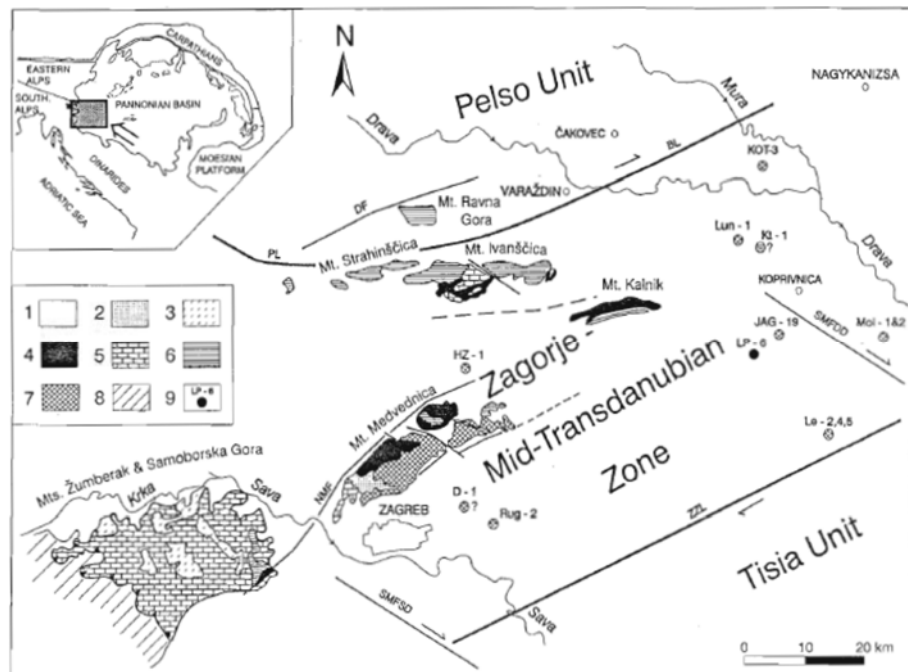 CARPATHIANS
EASTERN
ALPS
SOUTH.
ALPS
PANNONIAN BASIN
DINARIDES
ADRIATIC SEA
MOESIAN
PLATFORM
N
Pelso Unit
NAGYKANIZSA
Mura
Drava
ČAKOVEC
BL
KOT-3
VARAŽDIN
DF
Mt. Ravna
Gora
PL
Mt. Strahinščica
Mt. Ivanščica
Lun - 1
Kt - 1
?
Drava
Mt. Kalnik
KOPRIVNICA
SMFDD
JAG - 19
Mol - 1&2
LP - 6
1 2 3
4 5 6
7 8 9
LP - 6
HZ - 1
Zagorje
Mid-Transdanubian
Zone
Mt. Medvednica
Le - 2,4,5
Mts. Žumberak & Samoborska Gora
Krka
Sava
NMF
ZAGREB
D - 1
?
Rug - 2
ZZL
Tisia Unit
SMFSD
Sava
0 10 20 km